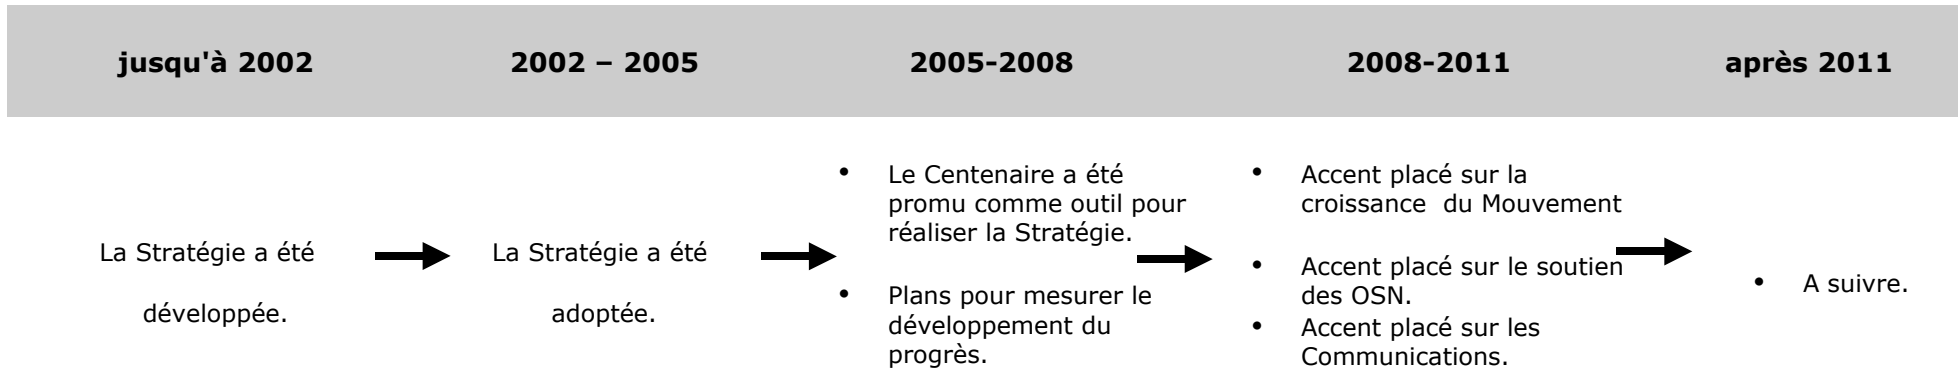 jusqu'à 2002
2002 – 2005
2005-2008
2008-2011
après 2011
La Stratégie a été
développée.
La Stratégie a été
adoptée.
• Le Centenaire a été
promu comme outil pour
réaliser la Stratégie.
• Plans pour mesurer le
développement du
progrès.
• Accent placé sur la
croissance  du Mouvement
• Accent placé sur le soutien
des OSN.
• Accent placé sur les
Communications.
• A suivre.